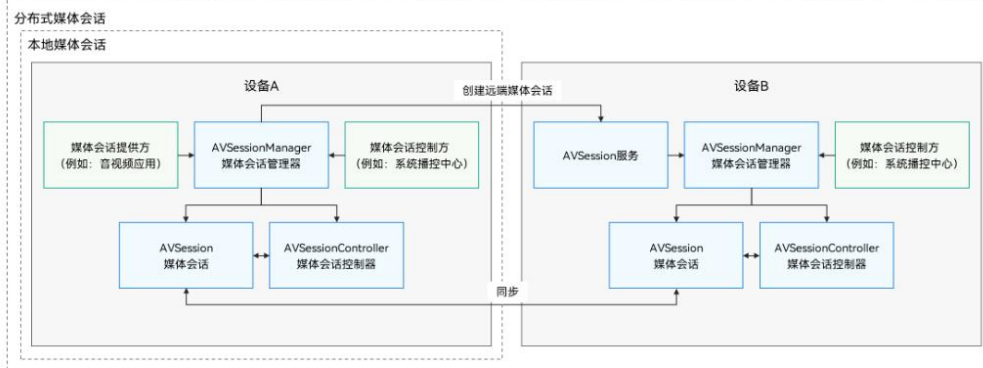 分布式媒体会话
本地媒体会话
设备A
创建远端媒体会话
设备B
媒体会话提供方
（例如：音视频应用）
AVSessionManager
媒体会话管理器
媒体会话控制方
（例如：系统播控中心）
AVSession服务
AVSessionManager
媒体会话管理器
媒体会话控制方
（例如：系统播控中心）
AVSession
媒体会话
AVSessionController
媒体会话控制器
AVSession
媒体会话
AVSessionController
媒体会话控制器
同步